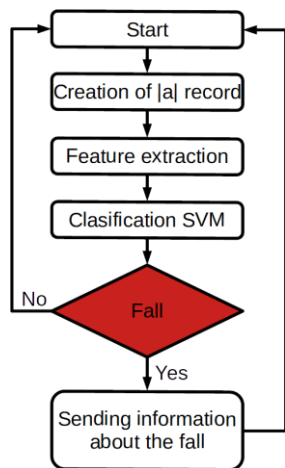 Start
Creation of |a| record
Feature extraction
Clasification SVM
Fall
No
Yes
Sending information
about the fall